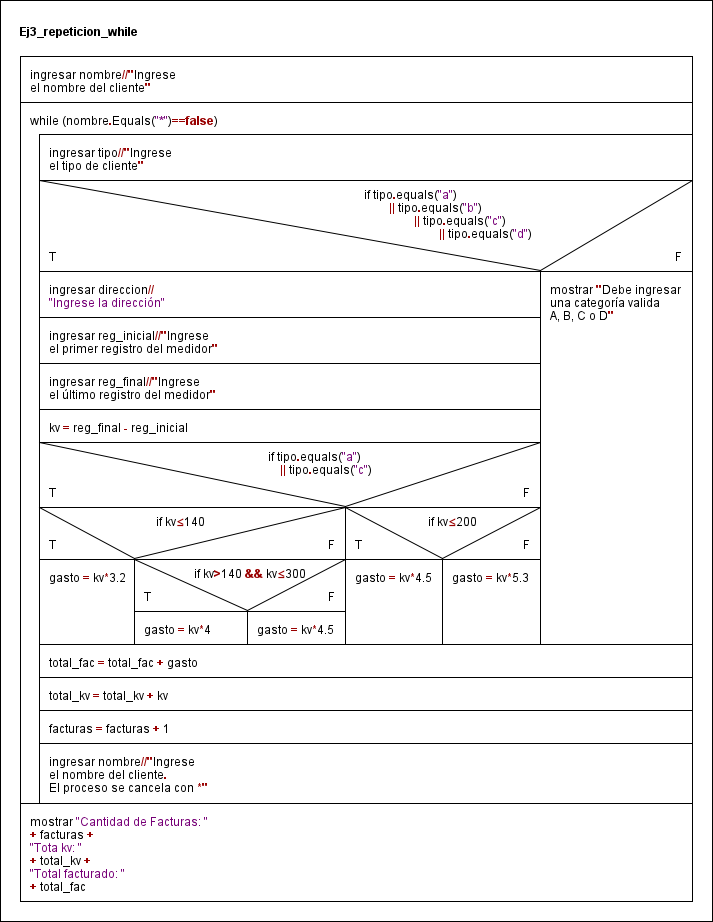 Ej3_repeticion_while
ingresar nombre//"Ingrese
el nombre del cliente"
while (nombre.Equals("*")==false)
ingresar tipo//"Ingrese
el tipo de cliente"
if tipo.equals("a")
|| tipo.equals("b")
|| tipo.equals("c")
|| tipo.equals("d")
T
F
ingresar direccion//
"Ingrese la dirección"
mostrar "Debe ingresar
una categoría valida
A, B, C o D"
ingresar reg_inicial//"Ingrese
el primer registro del medidor"
ingresar reg_final//"Ingrese
el último registro del medidor"
kv = reg_final - reg_inicial
if tipo.equals("a")
|| tipo.equals("c")
T
F
if kv≤140
T
F
if kv≤200
T
F
gasto = kv*3.2
if kv>140 && kv≤300
T
F
gasto = kv*4
gasto = kv*4.5
gasto = kv*4.5
gasto = kv*5.3
total_fac = total_fac + gasto
total_kv = total_kv + kv
facturas = facturas + 1
ingresar nombre//"Ingrese
el nombre del cliente.
El proceso se cancela con *"
mostrar "Cantidad de Facturas: "
+ facturas +
"Tota kv: "
+ total_kv +
"Total facturado: "
+ total_fac